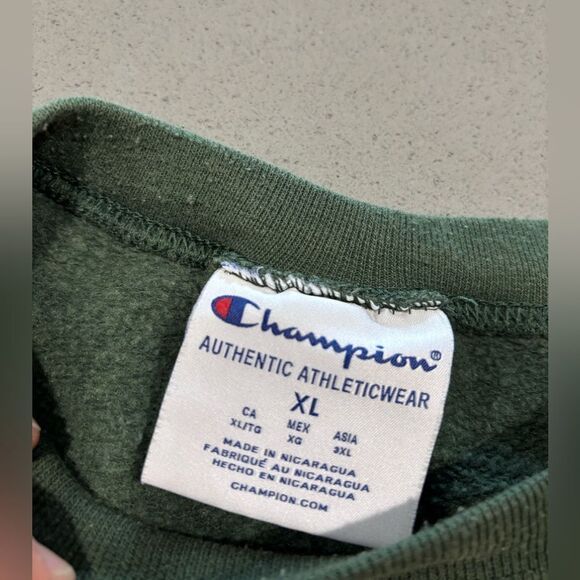 Champion®
AUTHENTIC ATHLETICWEAR
XL
CA MEX ASIA
XL/TG XG 3XL
MADE IN NICARAGUA
FABRIQUÉ AU NICARAGUA
HECHO EN NICARAGUA
CHAMPION.COM